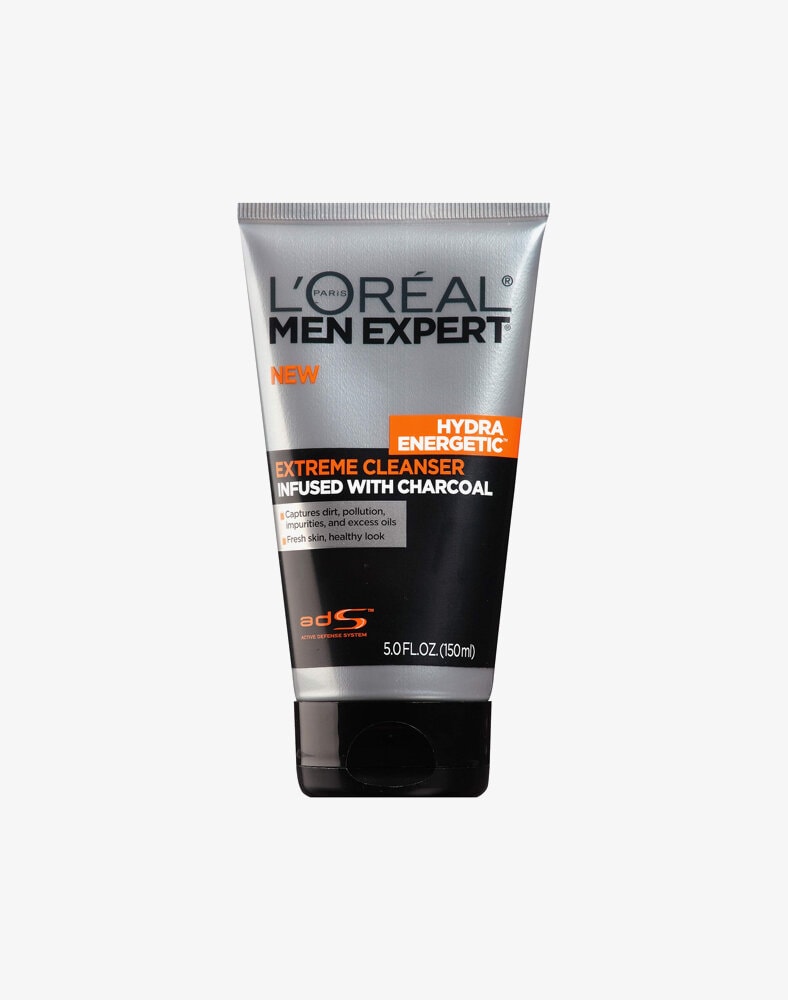 L'ORÉAL®
PARIS
MEN EXPERT®
NEW
HYDRA
ENERGETIC™
EXTREME CLEANSER
INFUSED WITH CHARCOAL
Captures dirt, pollution,
impurities, and excess oils
Fresh skin, healthy look
adS™
ACTIVE DEFENSE SYSTEM
5.0 FL.OZ. (150ml)